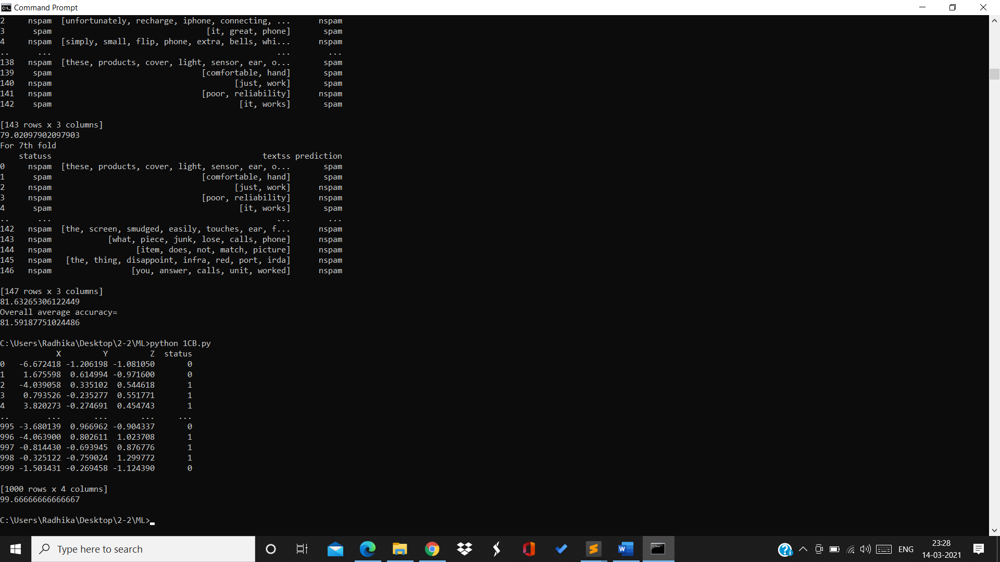 Command Prompt
2     nspam  [unfortunately, recharge, iphone, connecting, ...      nspam
3      spam                                 [it, great, phone]       spam
4     nspam  [simply, small, flip, phone, extra, bells, whi...      nspam
..      ...                                                ...        ...
138   nspam  [these, products, cover, light, sensor, ear, o...       spam
139    spam                                [comfortable, hand]       spam
140   nspam                                       [just, work]       spam
141   nspam                                [poor, reliability]      nspam
142    spam                                        [it, works]       spam
[143 rows x 3 columns]
79.02097902097903
For 7th fold
    statuss                                             textss prediction
0     nspam  [these, products, cover, light, sensor, ear, o...       spam
1      spam                                [comfortable, hand]       spam
2     nspam                                       [just, work]      nspam
3     nspam                                [poor, reliability]      nspam
4      spam                                        [it, works]       spam
..      ...                                                ...        ...
142   nspam  [the, screen, smudged, easily, touches, ear, f...      nspam
143   nspam            [what, piece, junk, lose, calls, phone]      nspam
144   nspam                  [item, does, not, match, picture]      nspam
145   nspam   [the, thing, disappoint, infra, red, port, irda]      nspam
146   nspam                 [you, answer, calls, unit, worked]      nspam
[147 rows x 3 columns]
81.63265306122449
Overall average accuracy=
81.59187751024486
C:\Users\Radhika\Desktop\2-2\ML>python 1CB.py
            X         Y         Z  status
0   -6.672418 -1.206198 -1.081050       0
1    1.675598  0.614994 -0.971600       0
2   -4.039058  0.335102  0.544618       1
3    0.793526 -0.235277  0.551771       1
4    3.820273 -0.274691  0.454743       1
..        ...       ...       ...     ...
995 -3.680139  0.966962 -0.904337       0
996 -4.063900  0.802611  1.023708       1
997 -0.814430 -0.693945  0.876776       1
998 -0.325122 -0.759024  1.299772       1
999 -1.503431 -0.269458 -1.124390       0
[1000 rows x 4 columns]
99.66666666666667
C:\Users\Radhika\Desktop\2-2\ML>
Type here to search
ENG
23:28
14-03-2021